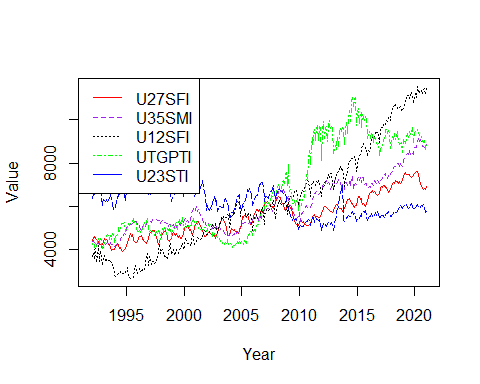 U27SFI
U35SMI
U12SFI
UTGPTI
U23STI
Value
8000
4000
1995 2000 2005 2010 2015 2020
Year